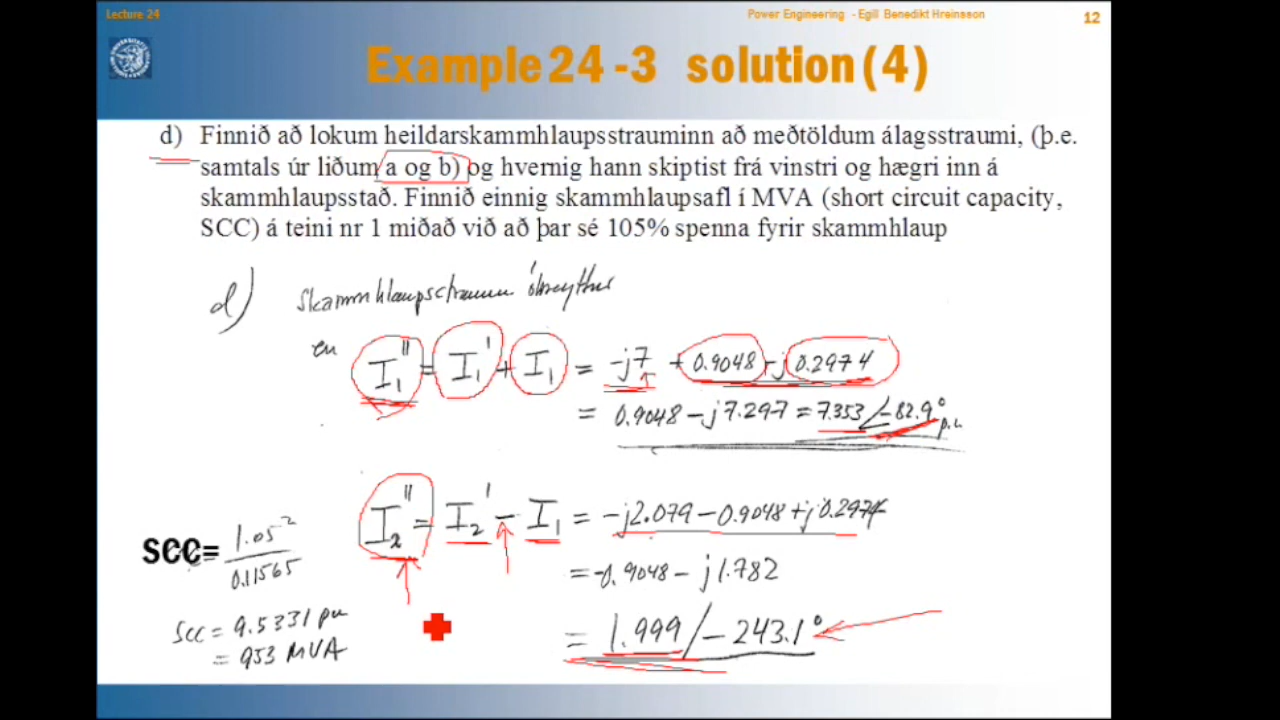 Lecture 24
Power Engineering - Egill Benedikt Hreinsson
12
Example 24 -3 solution (4)
d) Finnið að lokum heildarskammhlaupsstrauminn að meðtöldum álagsstraumi, (þ.e.
samtals úr liðum a og b) og hvernig hann skiptist frá vinstri og hægri inn á
skammhlaupsstað. Finnið einnig skammhlaupsafl í MVA (short circuit capacity,
SCC) á teini nr 1 miðað við að þar sé 105% spenna fyrir skammhlaup
d) Skammhlaupsstraumur óbreyttur
en I₁'' = I₁' + I₁ = -j7 + 0.9048 - j0.2974
= 0.9048 - j7.297 = 7.353 /-82.9° p.u.
I₂'' = I₂' - I₁ = -j2.079 - 0.9048 + j0.2974
= -0.9048 - j1.782
= 1.999 /-243.1°
SCC = 1.05² / 0.11565
SCC = 9.5331 pu
= 953 MVA